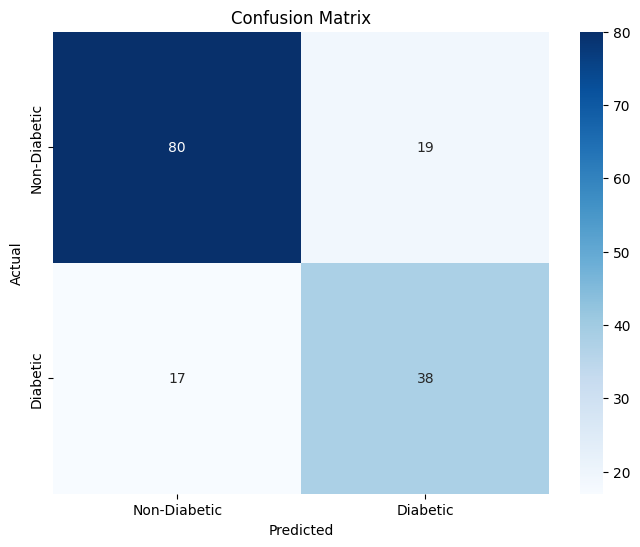 Confusion Matrix
Non-Diabetic
Diabetic
Actual
80
19
17
38
Non-Diabetic
Diabetic
Predicted
80
70
60
50
40
30
20